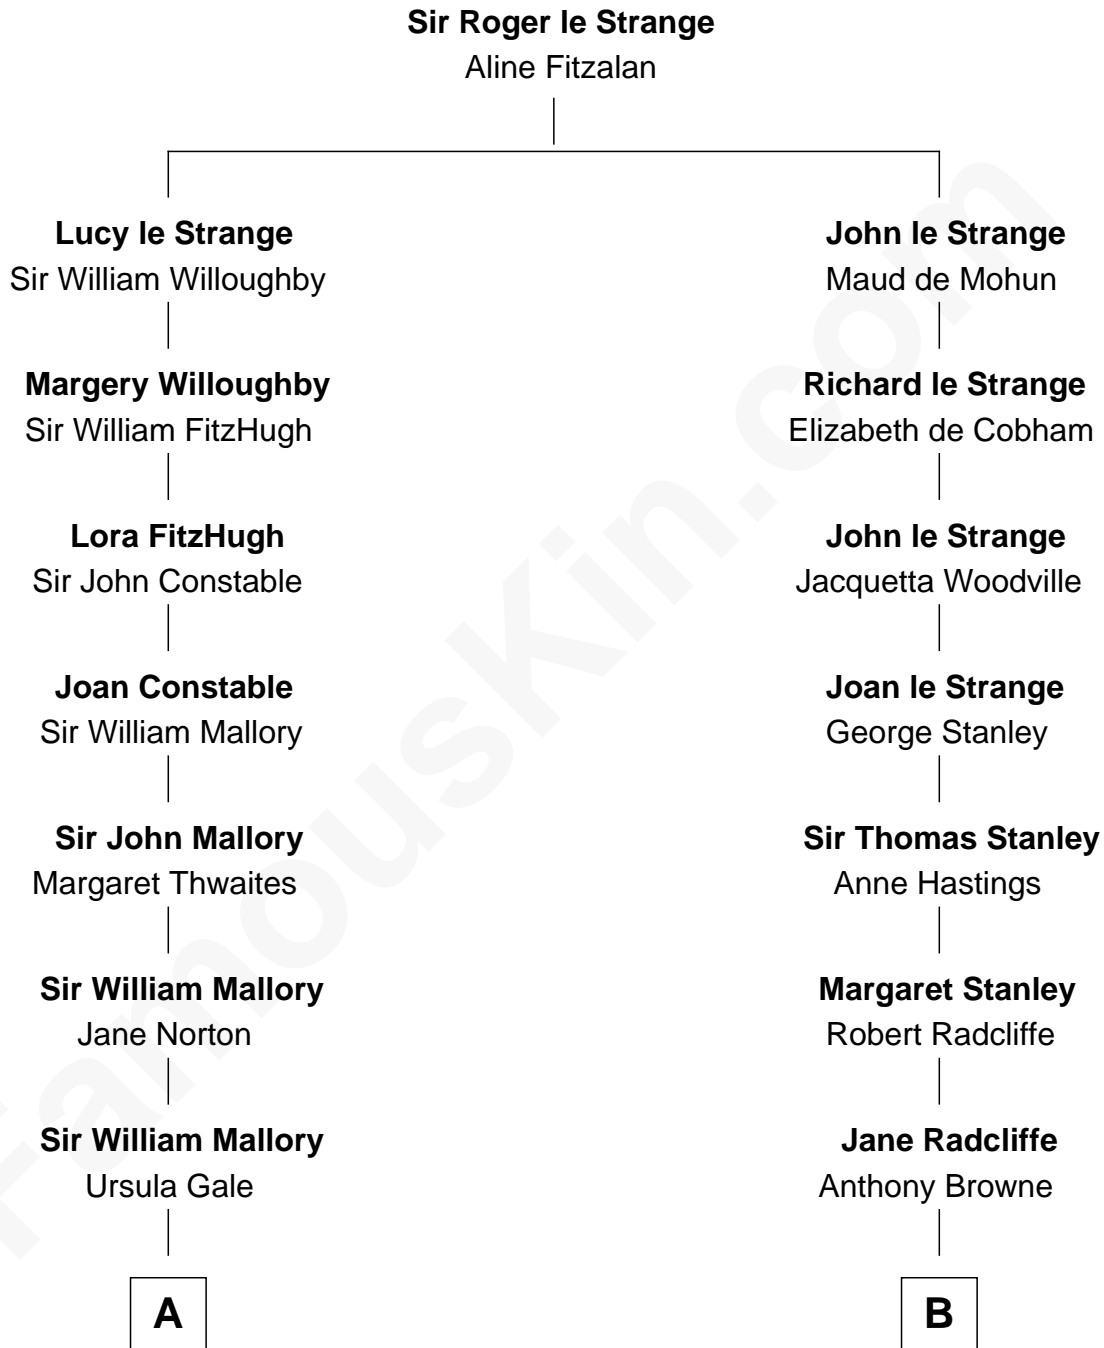 Sir Roger le Strange
Aline Fitzalan
Lucy le Strange
Sir William Willoughby
Margery Willoughby
Sir William FitzHugh
Lora FitzHugh
Sir John Constable
Joan Constable
Sir William Mallory
Sir John Mallory
Margaret Thwaites
Sir William Mallory
Jane Norton
Sir William Mallory
Ursula Gale
A
John le Strange
Maud de Mohun
Richard le Strange
Elizabeth de Cobham
John le Strange
Jacquetta Woodville
Joan le Strange
George Stanley
Sir Thomas Stanley
Anne Hastings
Margaret Stanley
Robert Radcliffe
Jane Radcliffe
Anthony Browne
B
FamousKin.com